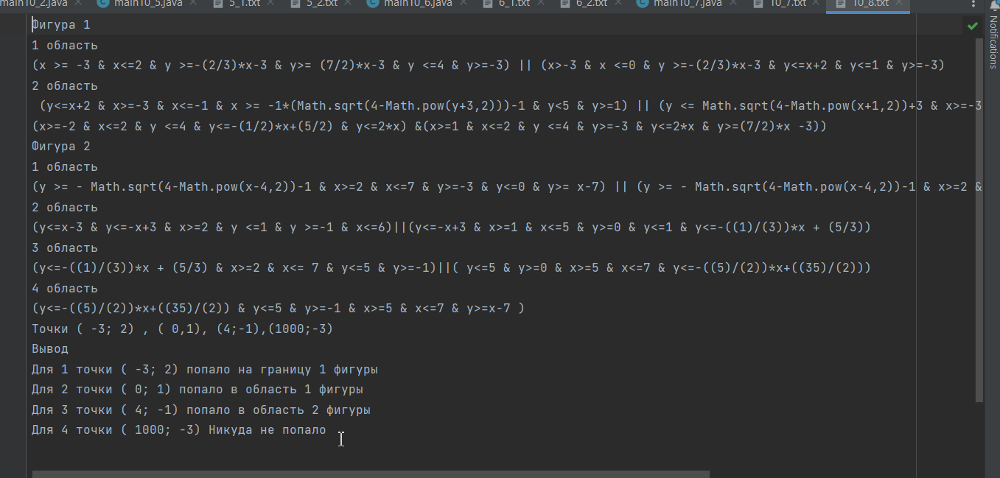 main10_2.java main10_5.java 5_1.txt 5_2.txt main10_6.java 6_1.txt 6_2.txt main10_7.java 10_7.txt 10_8.txt
Notifications
Фигура 1
1 область
(x >= -3 & x<=2 & y >=-(2/3)*x-3 & y>= (7/2)*x-3 & y <=4 & y>=-3) || (x>-3 & x <=0 & y >=-(2/3)*x-3 & y<=x+2 & y<=1 & y>=-3)
2 область
(y<=x+2 & x>=-3 & x<=-1 & x >= -1*(Math.sqrt(4-Math.pow(y+3,2)))-1 & y<5 & y>=1) || (y <= Math.sqrt(4-Math.pow(x+1,2))+3 & x>=-3
(x>=-2 & x<=2 & y <=4 & y<=-(1/2)*x+(5/2) & y<=2*x) &(x>=1 & x<=2 & y <=4 & y>=-3 & y<=2*x & y>=(7/2)*x -3))
Фигура 2
1 область
(y >= - Math.sqrt(4-Math.pow(x-4,2))-1 & x>=2 & x<=7 & y>=-3 & y<=0 & y>= x-7) || (y >= - Math.sqrt(4-Math.pow(x-4,2))-1 & x>=2 &
2 область
(y<=x-3 & y<=-x+3 & x>=2 & y <=1 & y >=-1 & x<=6)||(y<=-x+3 & x>=1 & x<=5 & y>=0 & y<=1 & y<=-((1)/(3))*x + (5/3))
3 область
(y<=-((1)/(3))*x + (5/3) & x>=2 & x<= 7 & y<=5 & y>=-1)||( y<=5 & y>=0 & x>=5 & x<=7 & y<=-((5)/(2))*x+((35)/(2)))
4 область
(y<=-((5)/(2))*x+((35)/(2)) & y<=5 & y>=-1 & x>=5 & x<=7 & y>=x-7 )
Точки ( -3; 2) , ( 0,1), (4;-1),(1000;-3)
Вывод
Для 1 точки ( -3; 2) попало на границу 1 фигуры
Для 2 точки ( 0; 1) попало в область 1 фигуры
Для 3 точки ( 4; -1) попало в область 2 фигуры
Для 4 точки ( 1000; -3) Никуда не попало